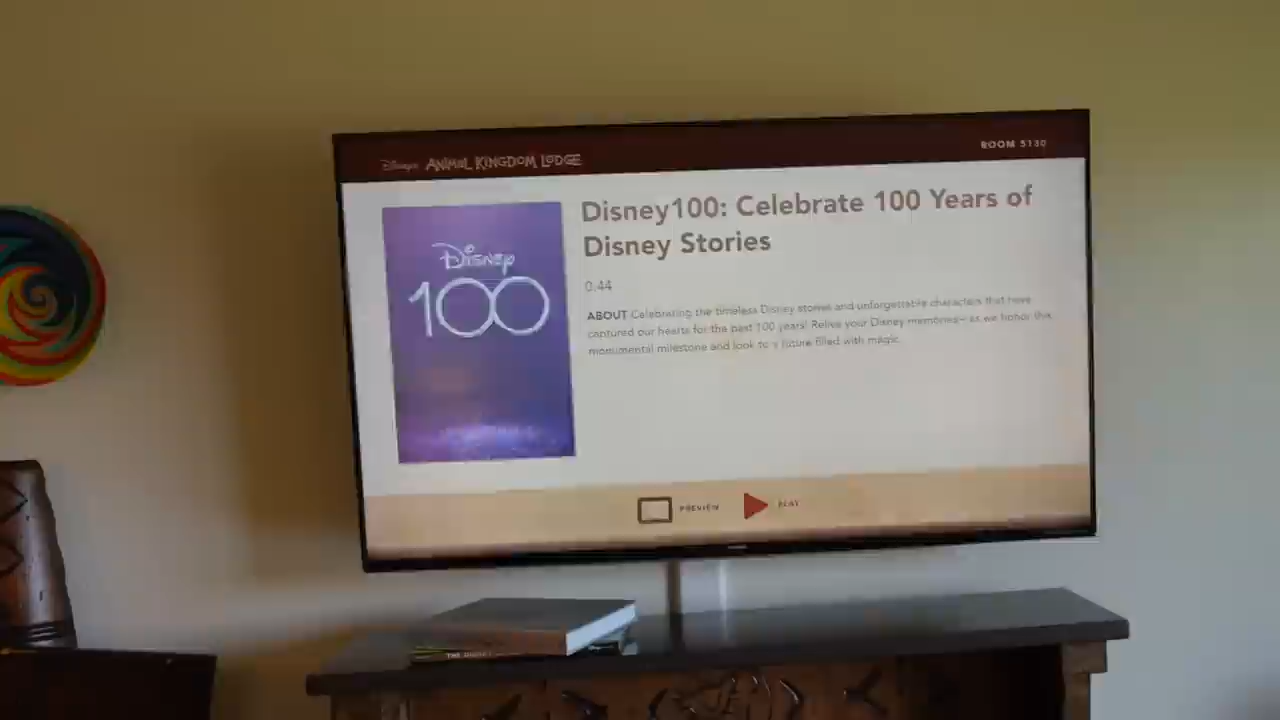 Disney's ANIMAL KINGDOM LODGE
ROOM 5130
Disney
100
Disney100: Celebrate 100 Years of
Disney Stories
0:44
ABOUT Celebrating the timeless Disney stories and unforgettable characters that have
captured our hearts for the past 100 years! Relive your Disney memories– as we honor this
monumental milestone and look to a future filled with magic.
PREVIEW
PLAY
THE